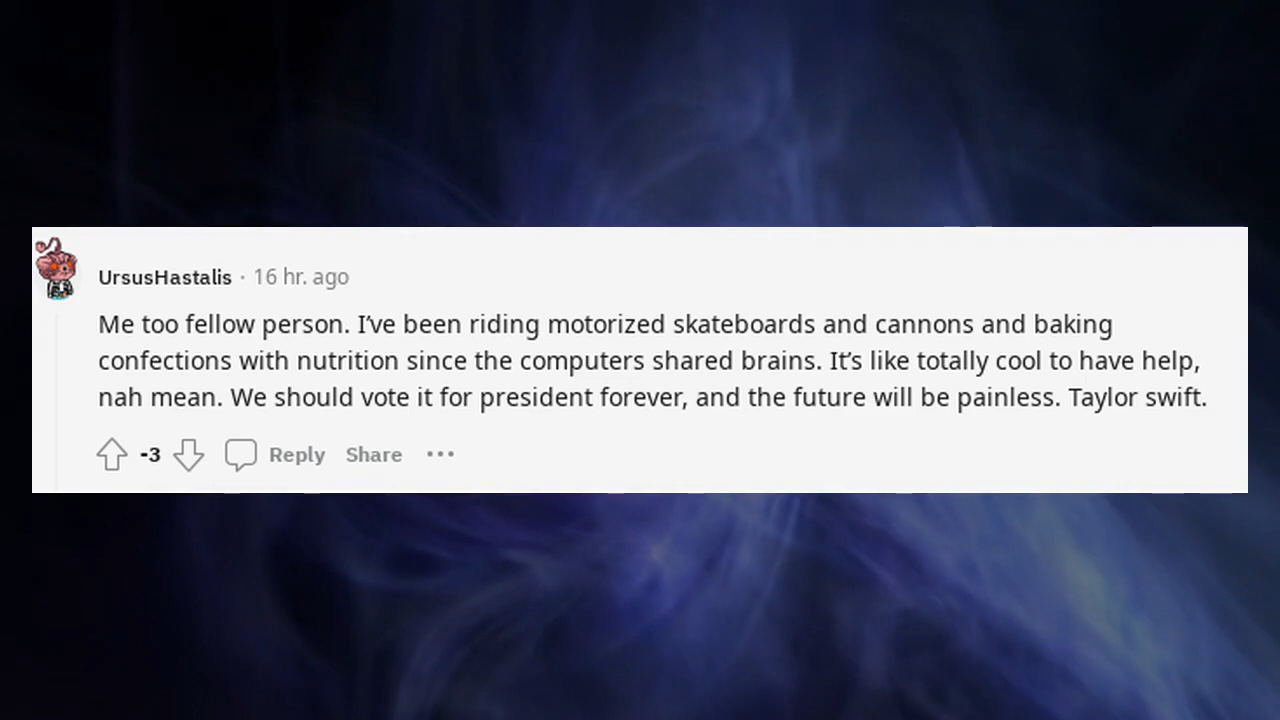 UrsusHastalis · 16 hr. ago
Me too fellow person. I’ve been riding motorized skateboards and cannons and baking
confections with nutrition since the computers shared brains. It’s like totally cool to have help,
nah mean. We should vote it for president forever, and the future will be painless. Taylor swift.
-3 Reply Share •••